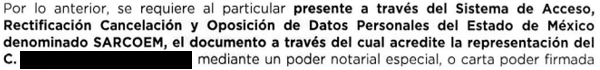 Por lo anterior, se requiere al particular presente a través del Sistema de Acceso,
Rectificación Cancelación y Oposición de Datos Personales del Estado de México
denominado SARCOEM, el documento a través del cual acredite la representación del
C. mediante un poder notarial especial, o carta poder firmada